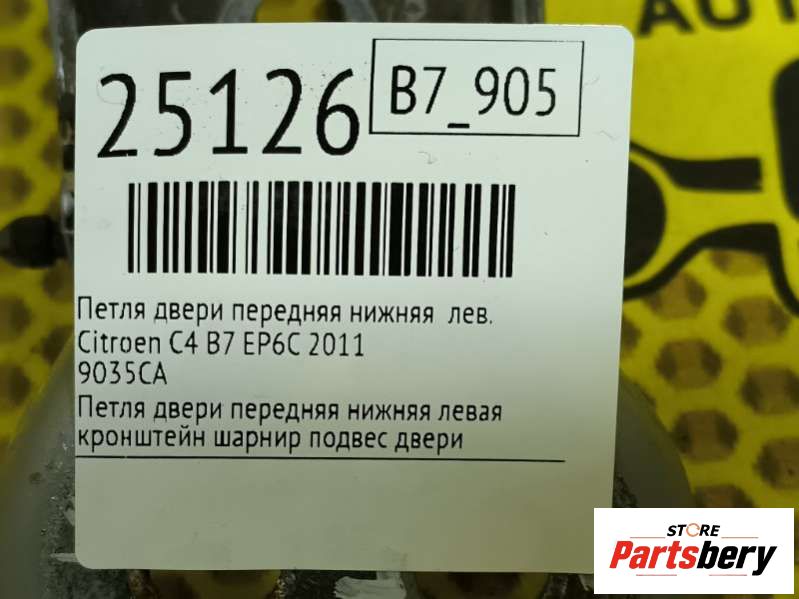 AUT
25126
B7_905
Петля двери передняя нижняя лев.
Citroen C4 B7 EP6C 2011
9035CA
Петля двери передняя нижняя левая
кронштейн шарнир подвес двери
STORE
Partsbery